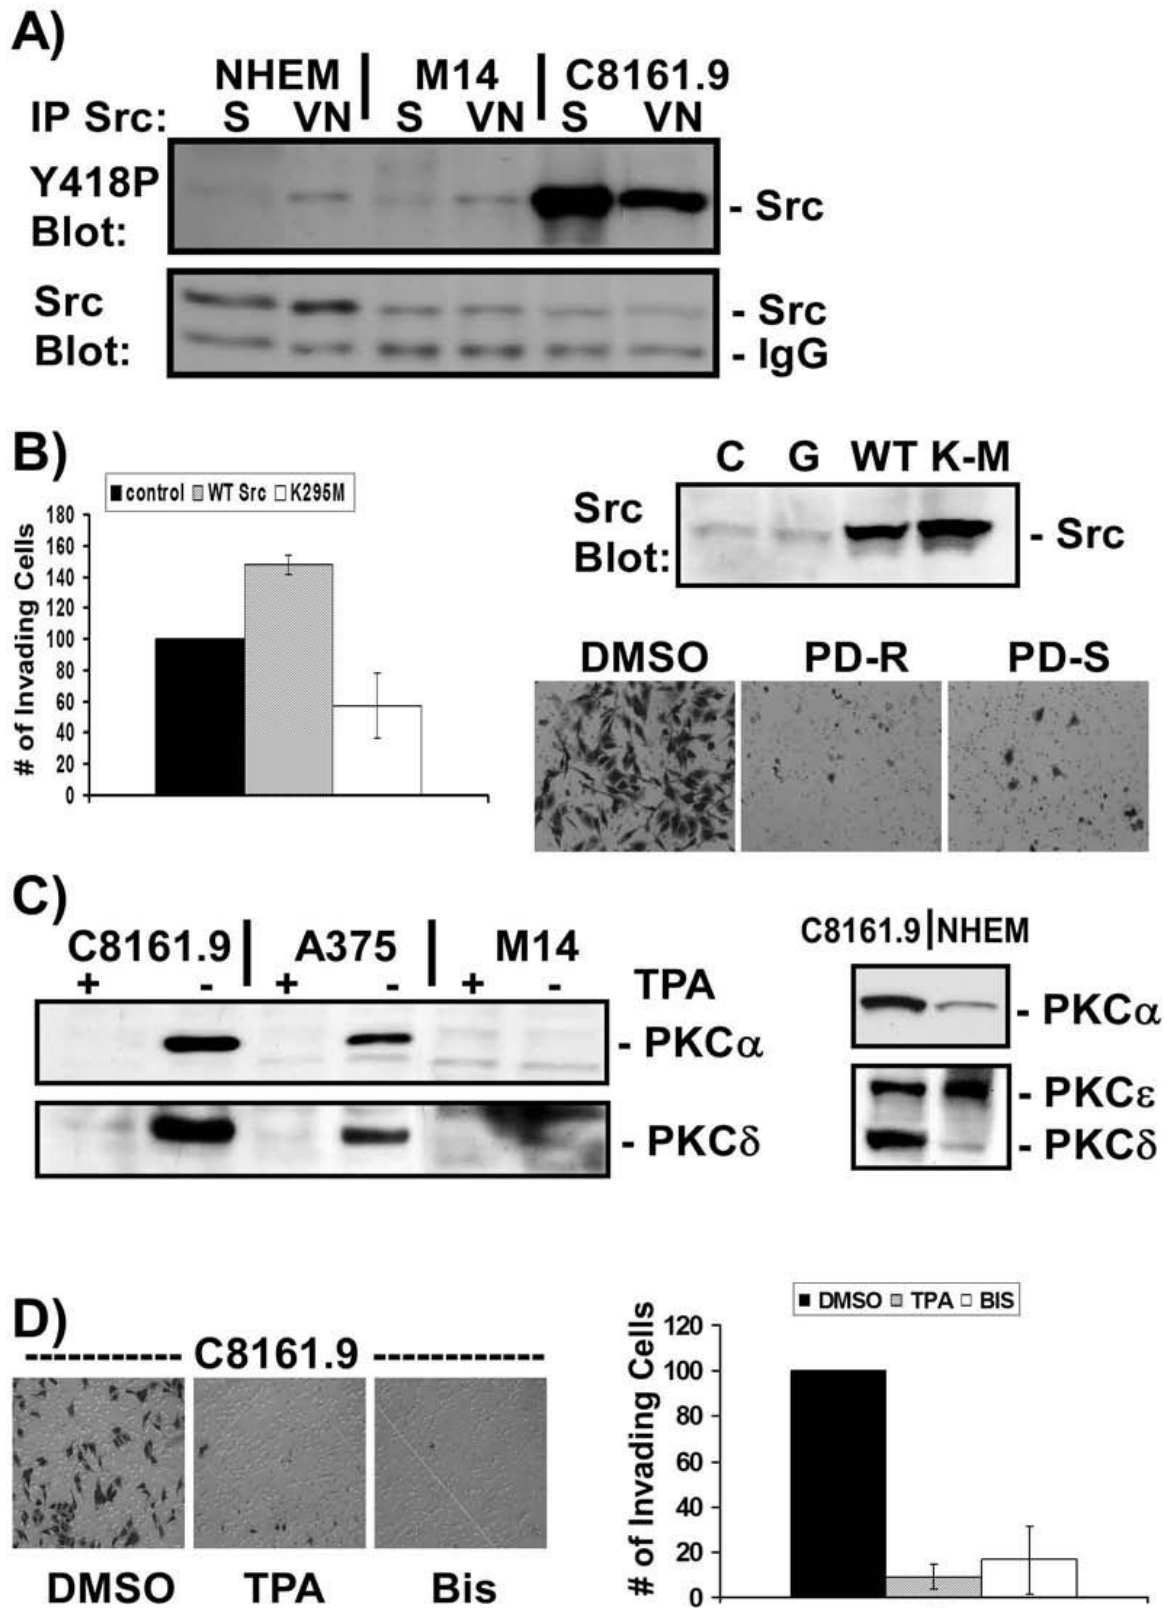 A)
NHEM | M14 | C8161.9
IP Src: S VN S VN S VN
Y418P
Blot:
- Src
Src
Blot:
- Src
- IgG
B)
control WT Src K295M
# of Invading Cells
180
160
140
120
100
80
60
40
20
0
C G WT K-M
Src
Blot:
- Src
DMSO PD-R PD-S
C)
C8161.9 | A375 | M14
+ - + - + - TPA
- PKCα
- PKCδ
C8161.9 | NHEM
- PKCα
- PKCε
- PKCδ
D)
----------- C8161.9 ------------
DMSO TPA Bis
DMSO TPA BIS
# of Invading Cells
120
100
80
60
40
20
0